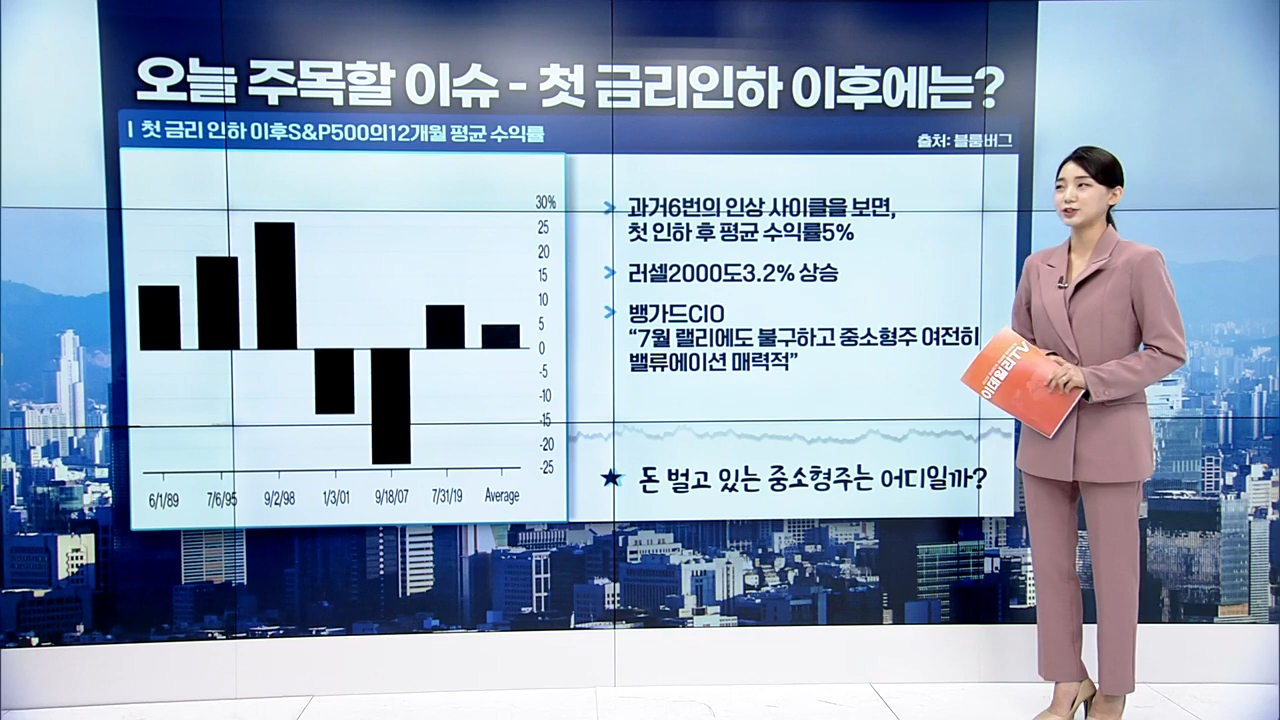 오늘 주목할 이슈 - 첫 금리인하 이후에는?
| 첫 금리 인하 이후S&P500의12개월 평균 수익률
출처: 블룸버그
30%
25
20
15
10
5
0
-5
-10
-15
-20
-25
6/1/89 7/6/95 9/2/98 1/3/01 9/18/07 7/31/19 Average
> 과거6번의 인상 사이클을 보면,
첫 인하 후 평균 수익률5%
> 러셀2000도3.2% 상승
> 뱅가드CIO
“7월 랠리에도 불구하고 중소형주 여전히
밸류에이션 매력적”
★ 돈 벌고 있는 중소형주는 어디일까?
이데일리TV